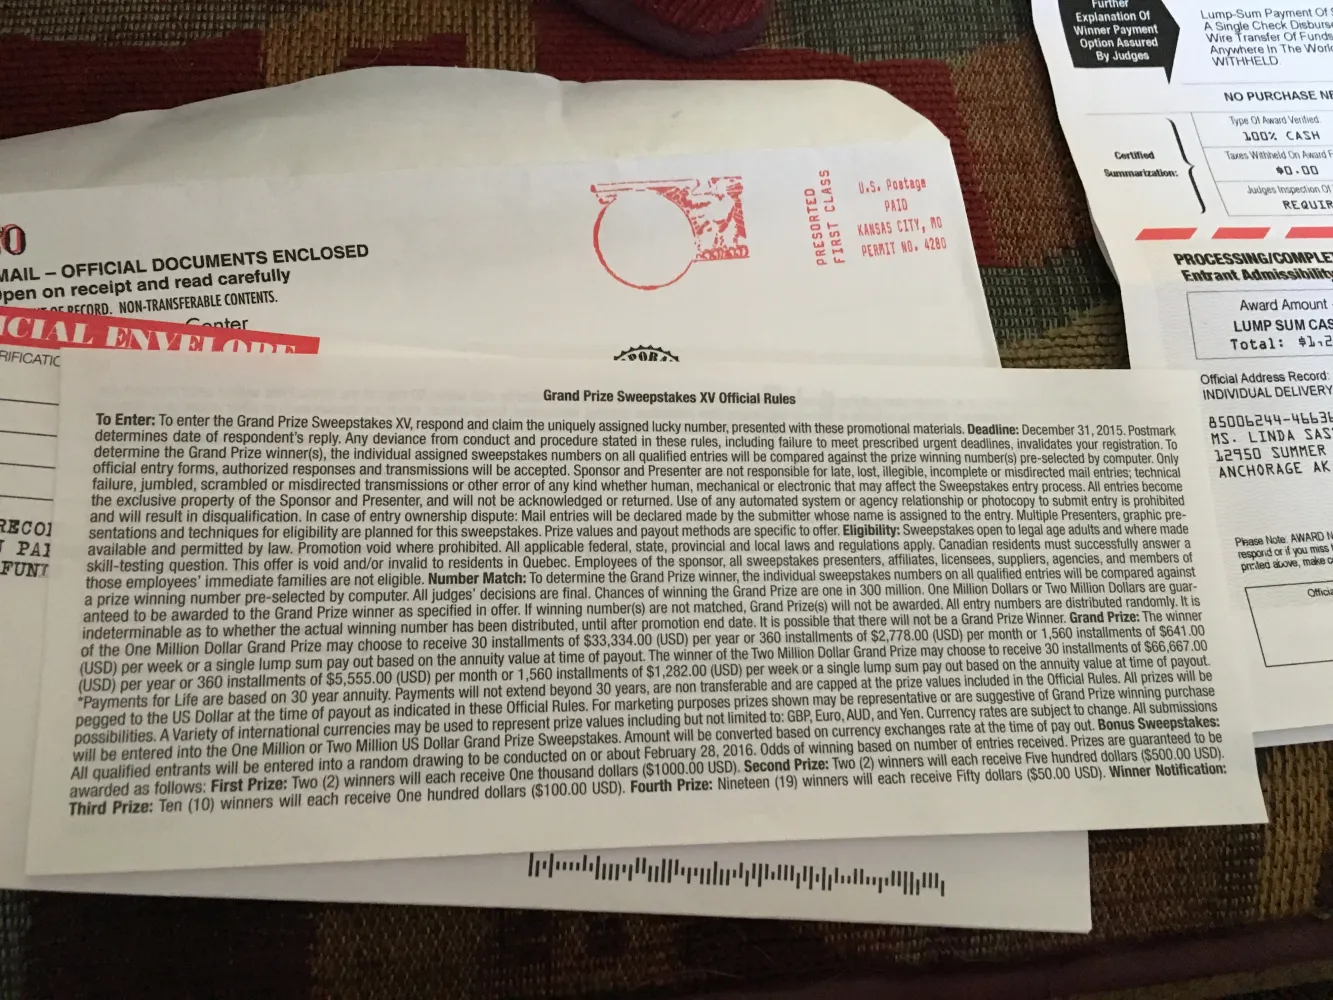 MAIL – OFFICIAL DOCUMENTS ENCLOSED
pen on receipt and read carefully
OF RECORD. NON-TRANSFERABLE CONTENTS.
Center
CIAL ENVELOPE
RIFICATIO
RECO
PAI
FUNT
PRESORTED
FIRST CLASS
U.S. Postage
PAID
KANSAS CITY, MO
PERMIT NO. 4280
Grand Prize Sweepstakes XV Official Rules
To Enter: To enter the Grand Prize Sweepstakes XV, respond and claim the uniquely assigned lucky number, presented with these promotional materials. Deadline: December 31, 2015. Postmark
determines date of respondent's reply. Any deviance from conduct and procedure stated in these rules, including failure to meet prescribed urgent deadlines, invalidates your registration. To
determine the Grand Prize winner(s), the individual assigned sweepstakes numbers on all qualified entries will be compared against the prize winning number(s) pre-selected by computer. Only
official entry forms, authorized responses and transmissions will be accepted. Sponsor and Presenter are not responsible for late, lost, illegible, incomplete or misdirected mail entries; technical
failure, jumbled, scrambled or misdirected transmissions or other error of any kind whether human, mechanical or electronic that may affect the Sweepstakes entry process. All entries become
the exclusive property of the Sponsor and Presenter, and will not be acknowledged or returned. Use of any automated system or agency relationship or photocopy to submit entry is prohibited
and will result in disqualification. In case of entry ownership dispute: Mail entries will be declared made by the submitter whose name is assigned to the entry. Multiple Presenters, graphic pre-
sentations and techniques for eligibility are planned for this sweepstakes. Prize values and payout methods are specific to offer. Eligibility: Sweepstakes open to legal age adults and where made
available and permitted by law. Promotion void where prohibited. All applicable federal, state, provincial and local laws and regulations apply. Canadian residents must successfully answer a
skill-testing question. This offer is void and/or invalid to residents in Quebec. Employees of the sponsor, all sweepstakes presenters, affiliates, licensees, suppliers, agencies, and members of
those employees' immediate families are not eligible. Number Match: To determine the Grand Prize winner, the individual sweepstakes numbers on all qualified entries will be compared against
a prize winning number pre-selected by computer. All judges' decisions are final. Chances of winning the Grand Prize are one in 300 million. One Million Dollars or Two Million Dollars are guar-
anteed to be awarded to the Grand Prize winner as specified in offer. If winning number(s) are not matched, Grand Prize(s) will not be awarded. All entry numbers are distributed randomly. It is
indeterminable as to whether the actual winning number has been distributed, until after promotion end date. It is possible that there will not be a Grand Prize Winner. Grand Prize: The winner
of the One Million Dollar Grand Prize may choose to receive 30 installments of $33,334.00 (USD) per year or 360 installments of $2,778.00 (USD) per month or 1,560 installments of $641.00
(USD) per week or a single lump sum pay out based on the annuity value at time of payout. The winner of the Two Million Dollar Grand Prize may choose to receive 30 installments of $66,667.00
(USD) per year or 360 installments of $5,555.00 (USD) per month or 1,560 installments of $1,282.00 (USD) per week or a single lump sum pay out based on the annuity value at time of payout.
*Payments for Life are based on 30 year annuity. Payments will not extend beyond 30 years, are non transferable and are capped at the prize values included in the Official Rules. All prizes will be
pegged to the US Dollar at the time of payout as indicated in these Official Rules. For marketing purposes prizes shown may be representative or are suggestive of Grand Prize winning purchase
possibilities. A Variety of international currencies may be used to represent prize values including but not limited to: GBP, Euro, AUD, and Yen. Currency rates are subject to change. All submissions
will be entered into the One Million or Two Million US Dollar Grand Prize Sweepstakes. Amount will be converted based on currency exchanges rate at the time of pay out. Bonus Sweepstakes:
All qualified entrants will be entered into a random drawing to be conducted on or about February 28, 2016. Odds of winning based on number of entries received. Prizes are guaranteed to be
awarded as follows: First Prize: Two (2) winners will each receive One thousand dollars ($1000.00 USD). Second Prize: Two (2) winners will each receive Five hundred dollars ($500.00 USD).
Third Prize: Ten (10) winners will each receive One hundred dollars ($100.00 USD). Fourth Prize: Nineteen (19) winners will each receive Fifty dollars ($50.00 USD). Winner Notification:
Further
Explanation Of
Winner Payment
Option Assured
By Judges
Lump-Sum Payment Of
A Single Check Disburs
Wire Transfer Of Funds
Anywhere In The World
WITHHELD.
NO PURCHASE NE
Certified
Summarization:
Type Of Award Verified.
100% CASH
Taxes Withheld On Award
$0.00
Judges Inspection Of
REQUIR
PROCESSING/COMPLE
Entrant Admissibility
Award Amount
LUMP SUM CAS
Total: $1,2
Official Address Record:
INDIVIDUAL DELIVERY
85006244-4663
MS. LINDA SAS
12950 SUMMER
ANCHORAGE AK
Please Note. AWARD N
respond or if you miss
printed above, make c
Officia